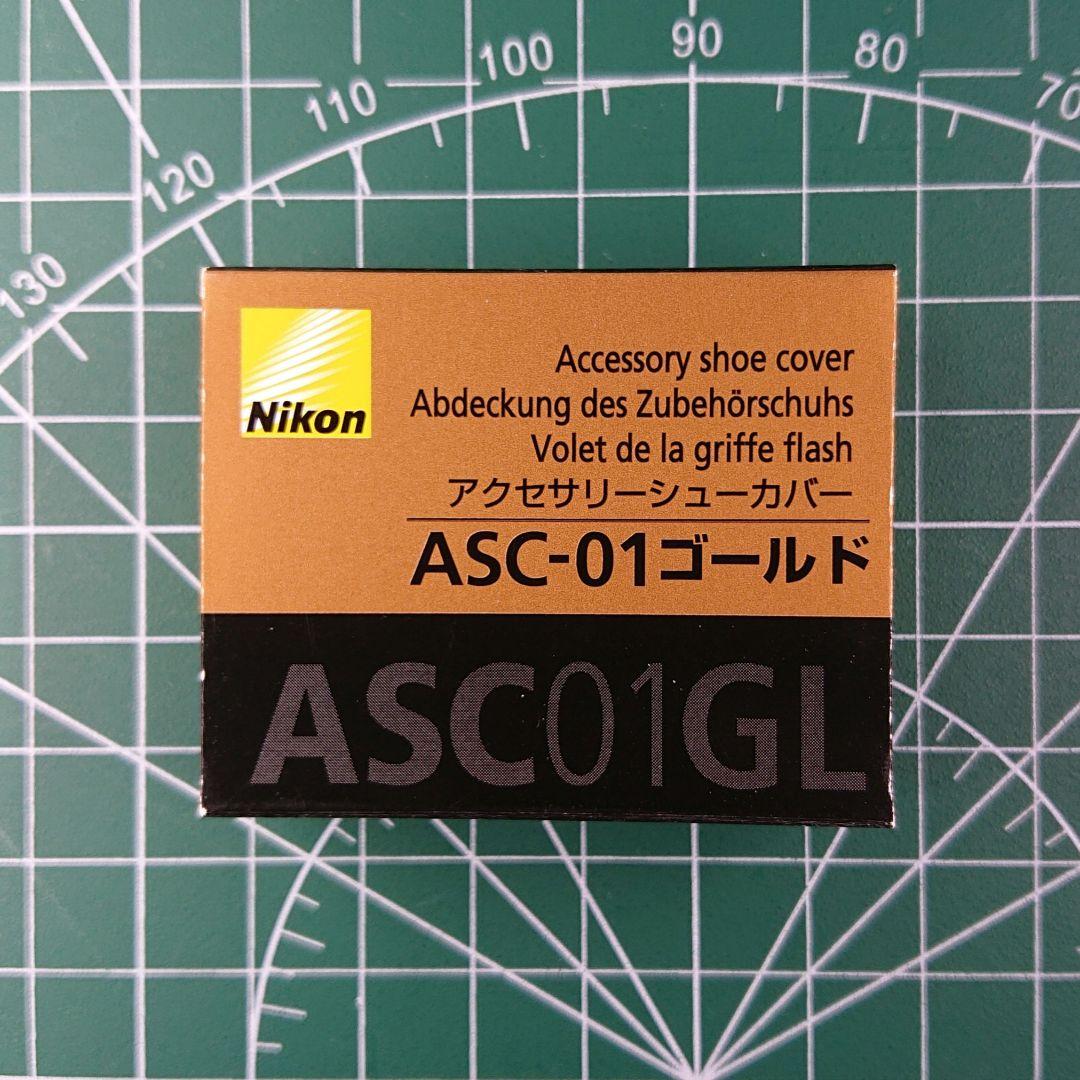 130
120
110
100
90
80
70
Nikon
Accessory shoe cover
Abdeckung des Zubehörschuhs
Volet de la griffe flash
アクセサリーシューカバー
ASC-01ゴールド
ASC01GL